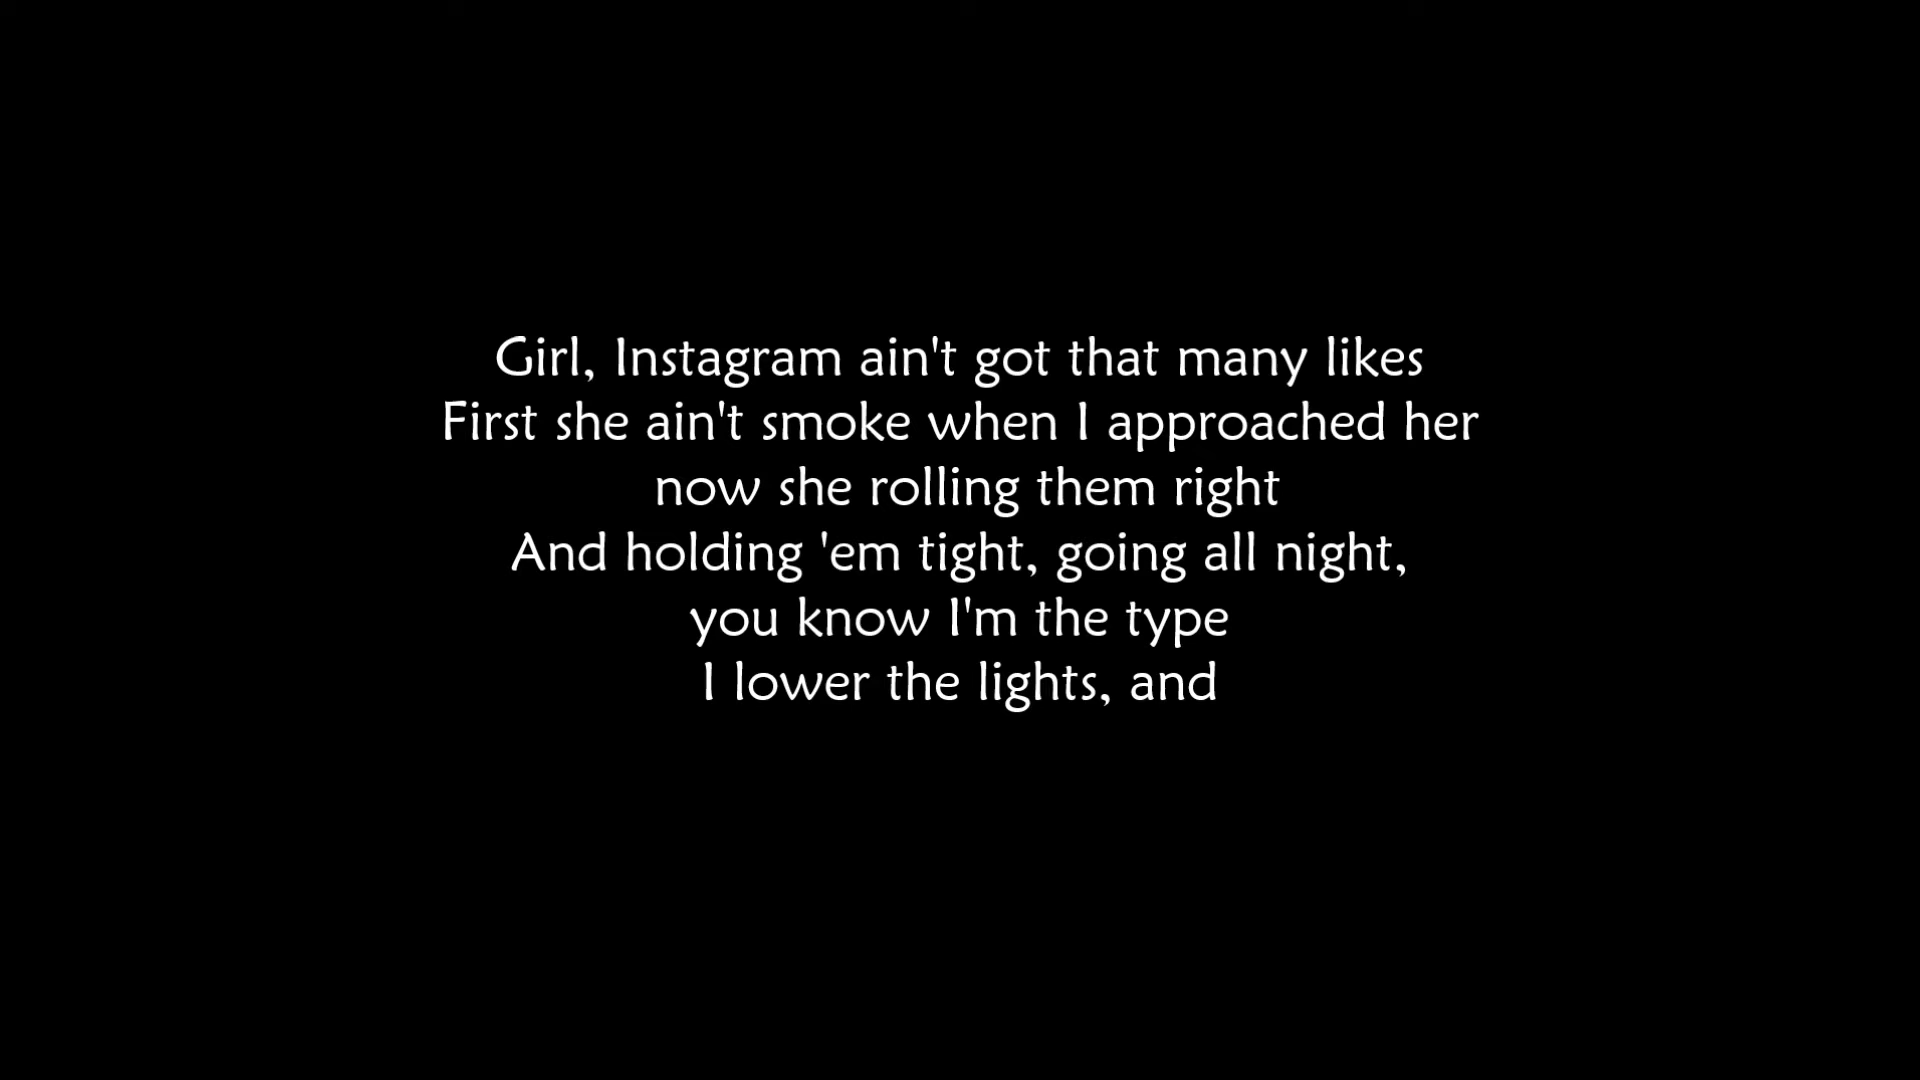 Girl, Instagram ain't got that many likes
First she ain't smoke when I approached her
now she rolling them right
And holding 'em tight, going all night,
you know I'm the type
I lower the lights, and